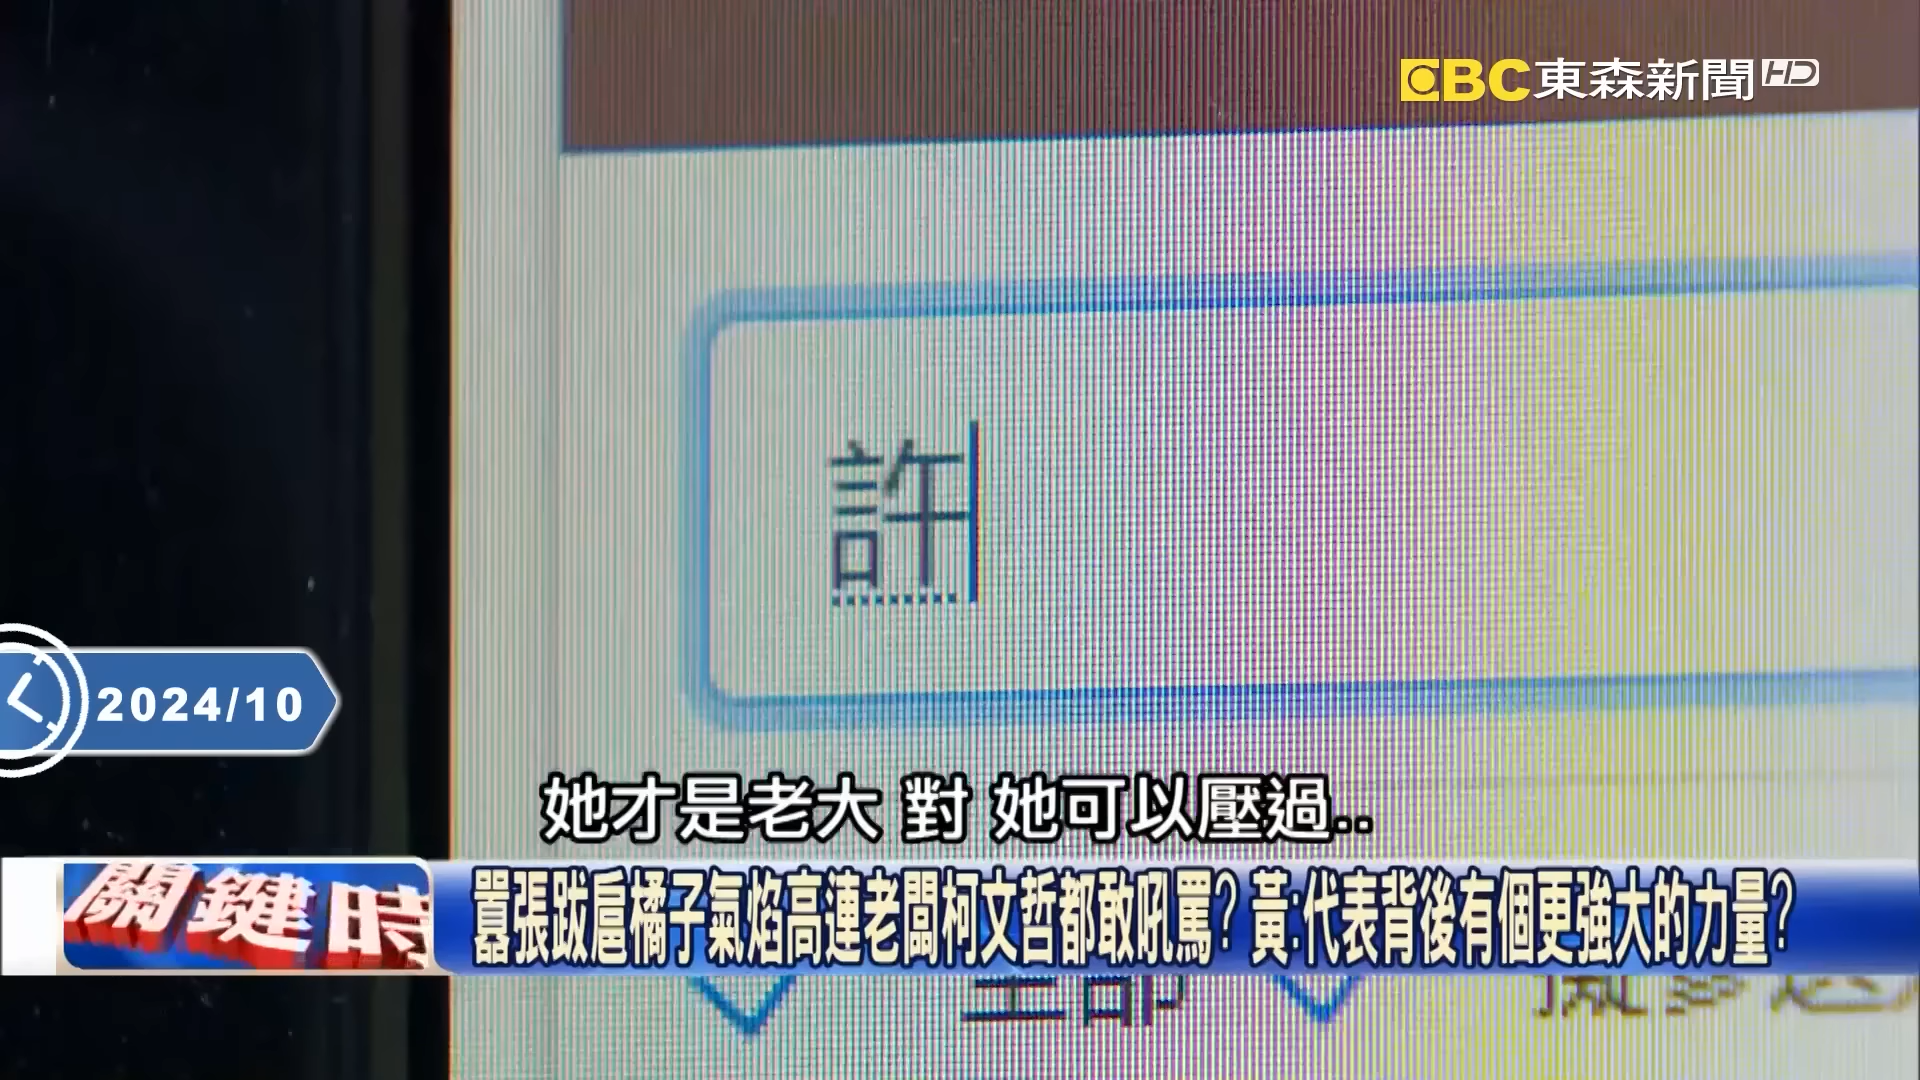 EBC東森新聞HD
許
2024/10
她才是老大 對 她可以壓過..
關鍵時
囂張跋扈橘子氣焰高連老闆柯文哲都敢吼罵? 黃:代表背後有個更強大的力量?
全部